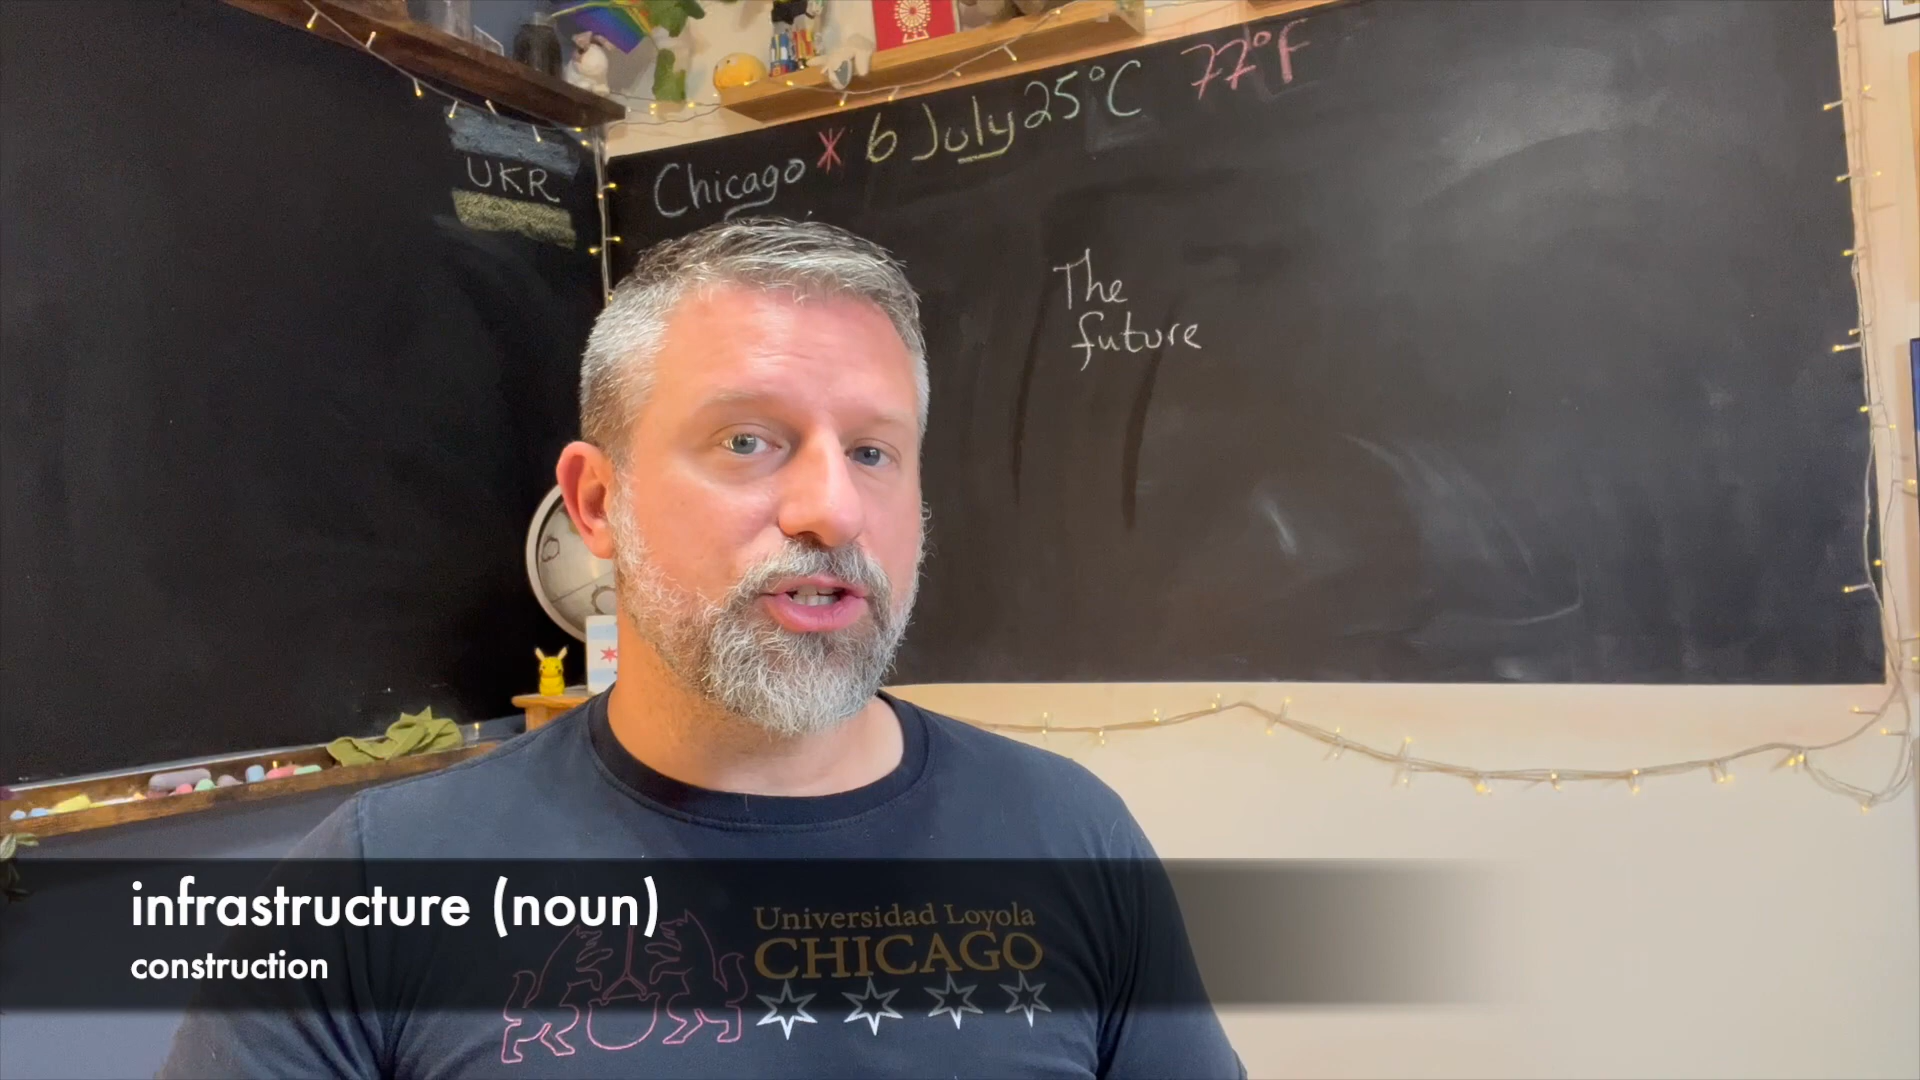 Chicago * 6 July 25°C 77°F
UKR
The
future
infrastructure (noun)
construction
Universidad Loyola
CHICAGO